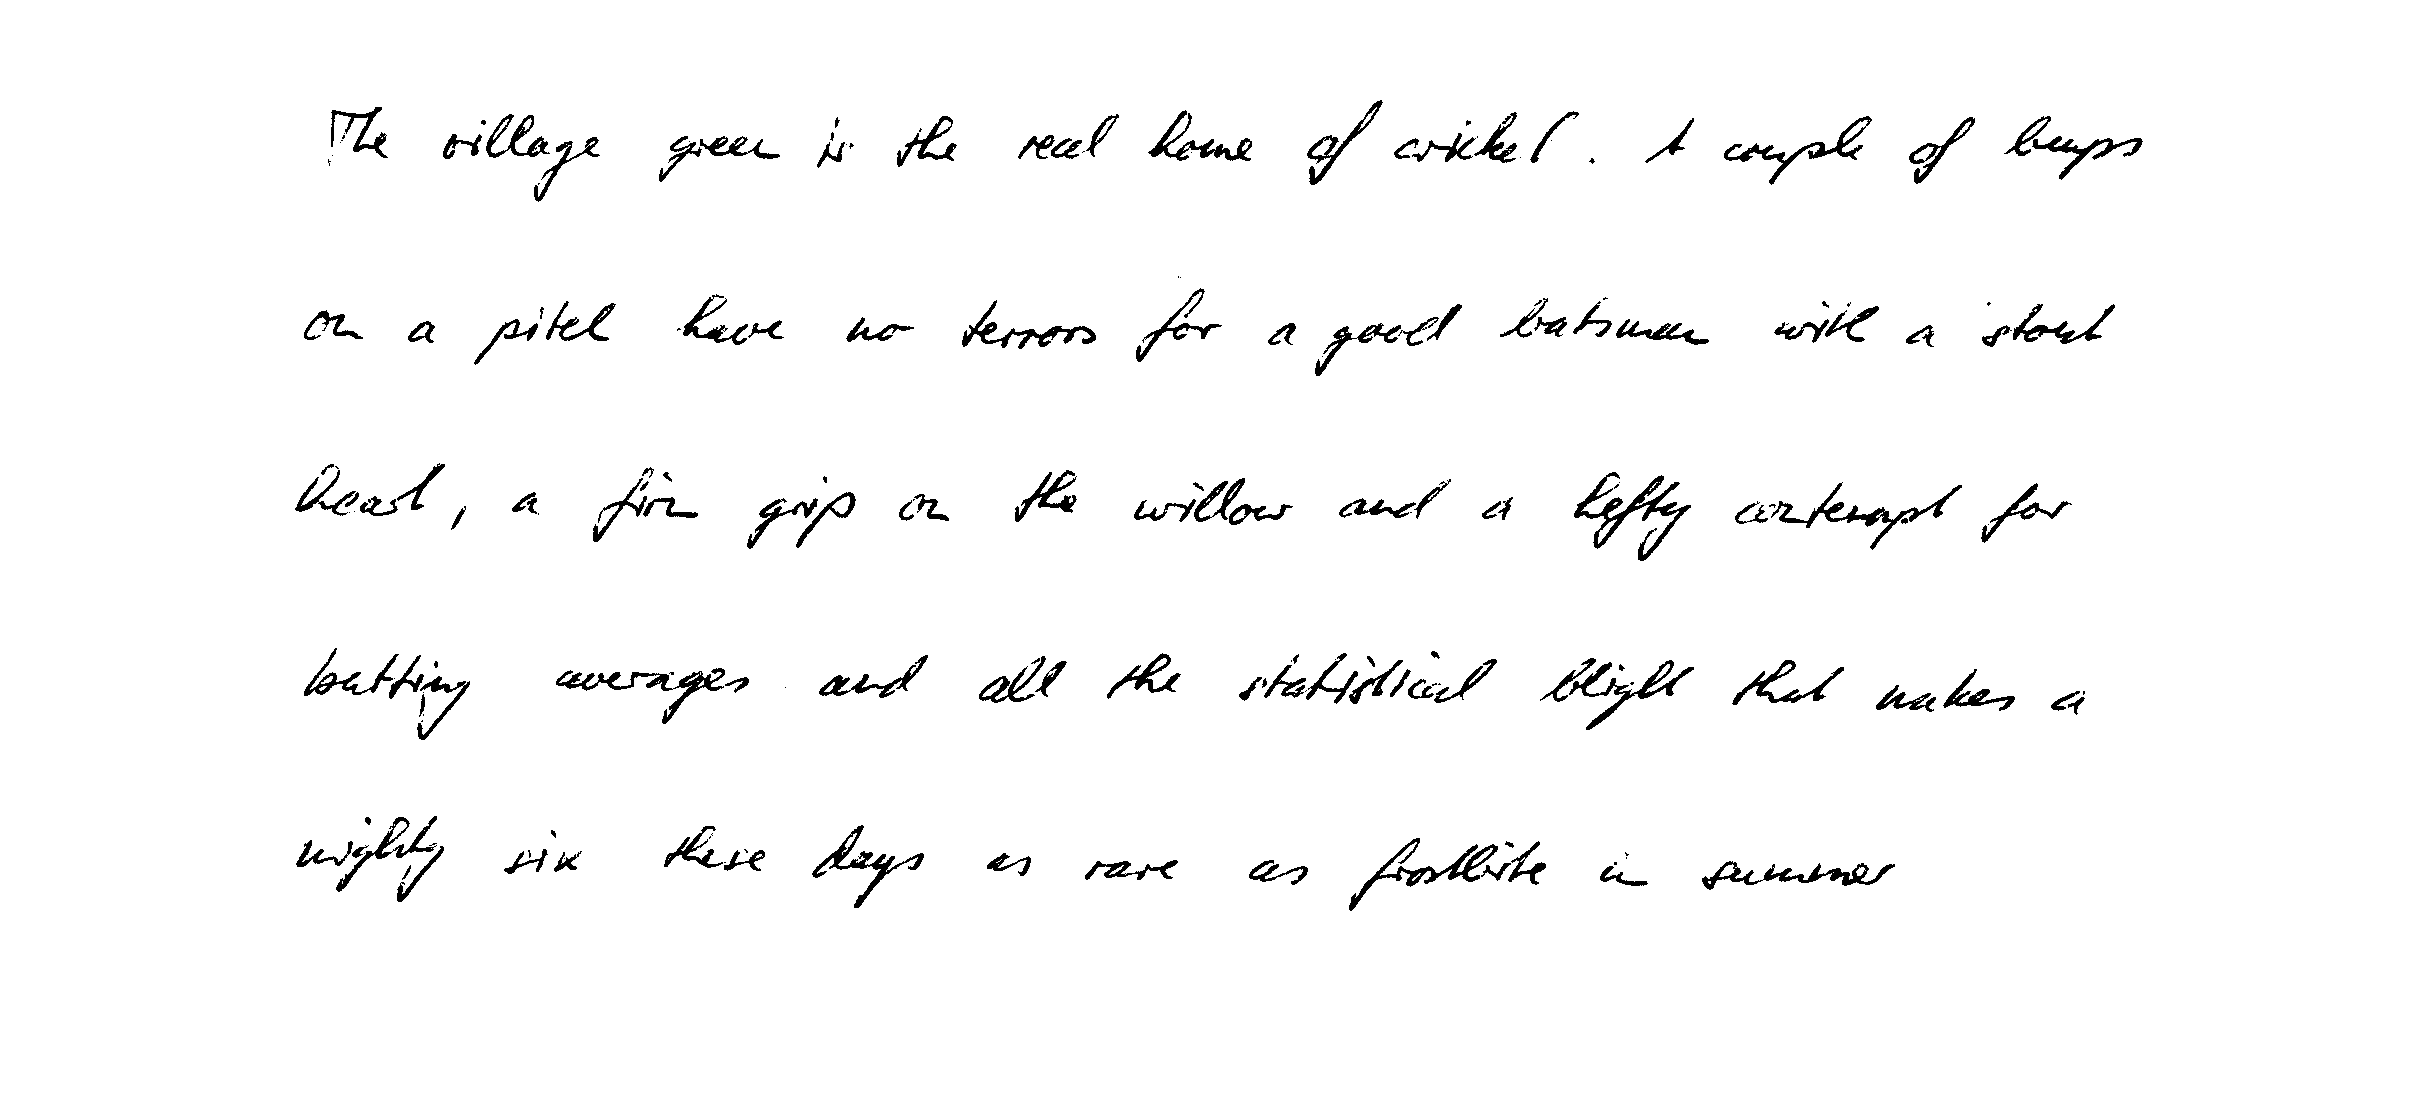 The village green is the real home of cricket. A couple of bumps
on a pitch have no terrors for a good batsman with a stout
heart, a firm grip on the willow and a hefty contempt for
batting averages and all the statistical blight that makes a
mighty six these days as rare as frostbite in summer